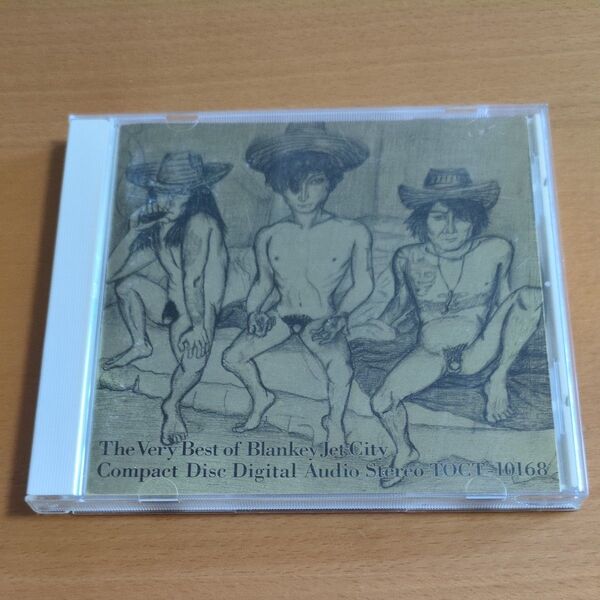 The Very Best of Blankey Jet City
Compact Disc Digital Audio Stereo TOCT-10168